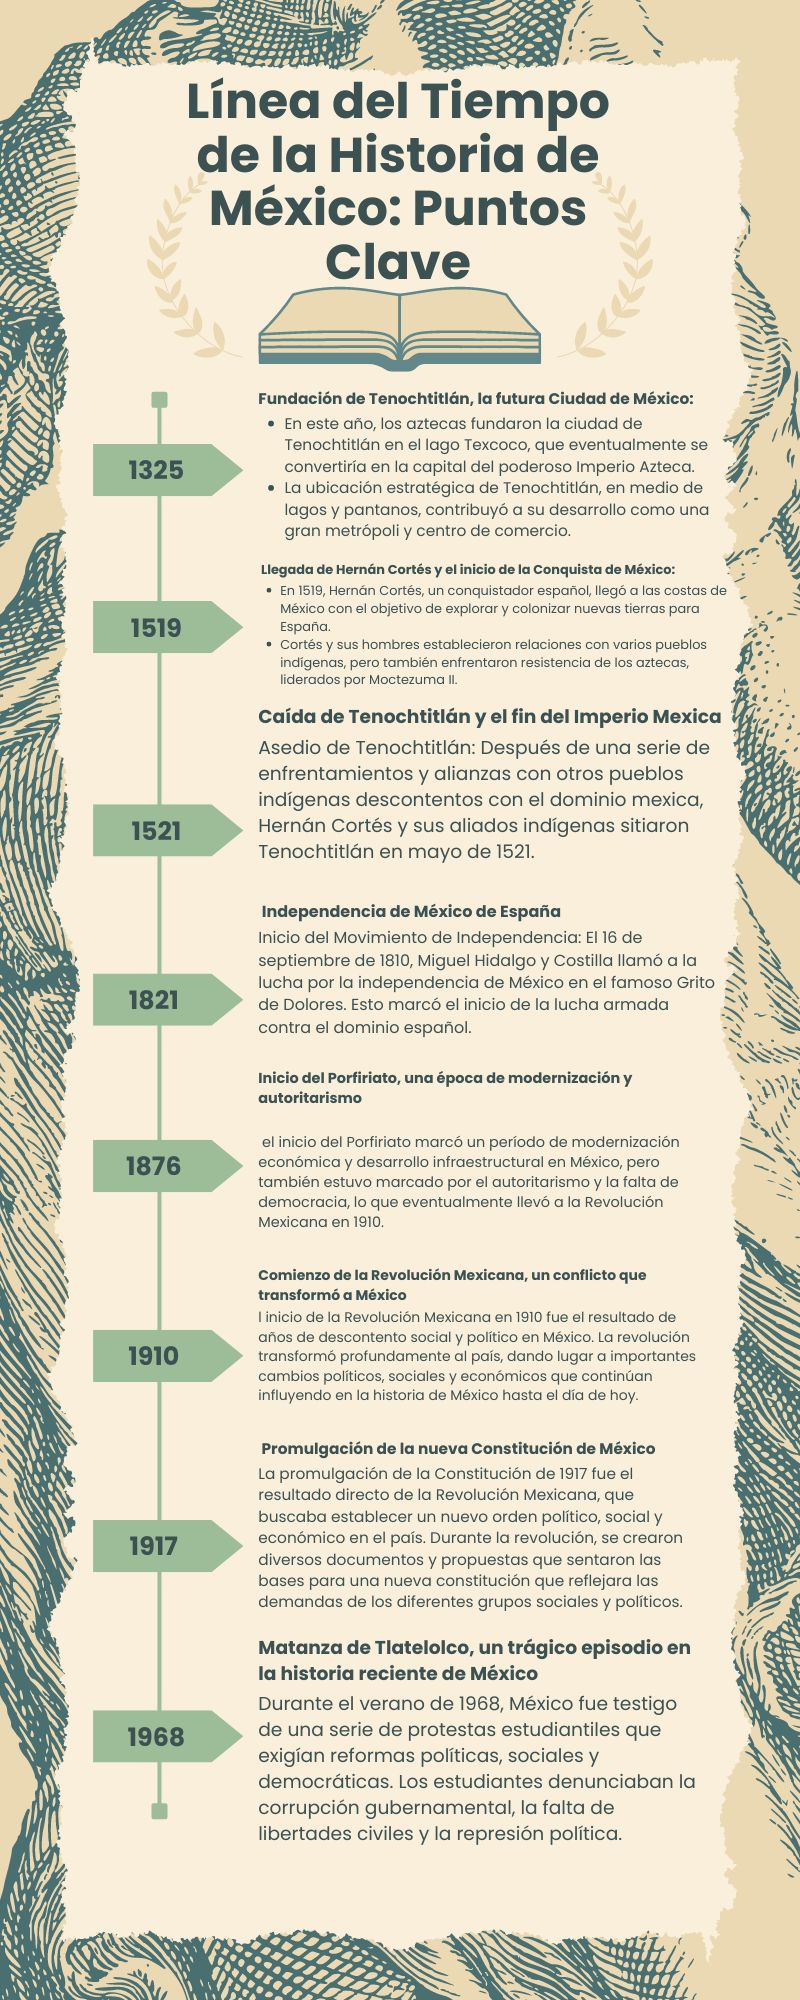 Línea del Tiempo
de la Historia de
México: Puntos
Clave
Fundación de Tenochtitlán, la futura Ciudad de México:
• En este año, los aztecas fundaron la ciudad de
Tenochtitlán en el lago Texcoco, que eventualmente se
convertiría en la capital del poderoso Imperio Azteca.
• La ubicación estratégica de Tenochtitlán, en medio de
lagos y pantanos, contribuyó a su desarrollo como una
gran metrópoli y centro de comercio.
1325
Llegada de Hernán Cortés y el inicio de la Conquista de México:
• En 1519, Hernán Cortés, un conquistador español, llegó a las costas de
México con el objetivo de explorar y colonizar nuevas tierras para
España.
• Cortés y sus hombres establecieron relaciones con varios pueblos
indígenas, pero también enfrentaron resistencia de los aztecas,
liderados por Moctezuma II.
1519
Caída de Tenochtitlán y el fin del Imperio Mexica
Asedio de Tenochtitlán: Después de una serie de
enfrentamientos y alianzas con otros pueblos
indígenas descontentos con el dominio mexica,
Hernán Cortés y sus aliados indígenas sitiaron
Tenochtitlán en mayo de 1521.
1521
Independencia de México de España
Inicio del Movimiento de Independencia: El 16 de
septiembre de 1810, Miguel Hidalgo y Costilla llamó a la
lucha por la independencia de México en el famoso Grito
de Dolores. Esto marcó el inicio de la lucha armada
contra el dominio español.
1821
Inicio del Porfiriato, una época de modernización y
autoritarismo
el inicio del Porfiriato marcó un período de modernización
económica y desarrollo infraestructural en México, pero
también estuvo marcado por el autoritarismo y la falta de
democracia, lo que eventualmente llevó a la Revolución
Mexicana en 1910.
1876
Comienzo de la Revolución Mexicana, un conflicto que
transformó a México
l inicio de la Revolución Mexicana en 1910 fue el resultado de
años de descontento social y político en México. La revolución
transformó profundamente al país, dando lugar a importantes
cambios políticos, sociales y económicos que continúan
influyendo en la historia de México hasta el día de hoy.
1910
Promulgación de la nueva Constitución de México
La promulgación de la Constitución de 1917 fue el
resultado directo de la Revolución Mexicana, que
buscaba establecer un nuevo orden político, social y
económico en el país. Durante la revolución, se crearon
diversos documentos y propuestas que sentaron las
bases para una nueva constitución que reflejara las
demandas de los diferentes grupos sociales y políticos.
1917
Matanza de Tlatelolco, un trágico episodio en
la historia reciente de México
Durante el verano de 1968, México fue testigo
de una serie de protestas estudiantiles que
exigían reformas políticas, sociales y
democráticas. Los estudiantes denunciaban la
corrupción gubernamental, la falta de
libertades civiles y la represión política.
1968